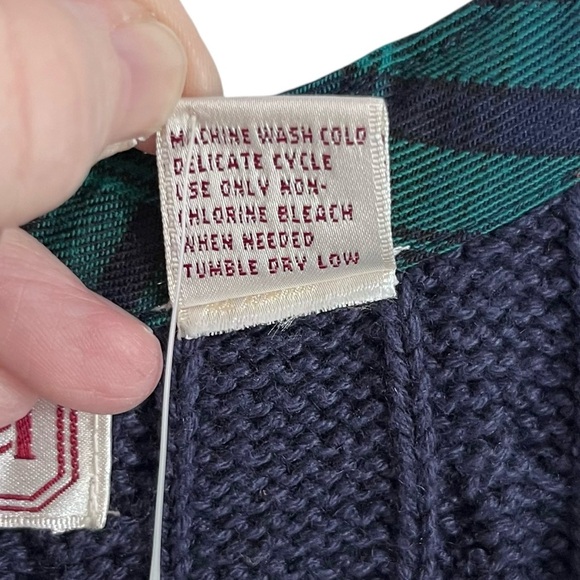 MACHINE WASH COLD
DELICATE CYCLE
USE ONLY NON-
CHLORINE BLEACH
WHEN NEEDED
TUMBLE DRY LOW